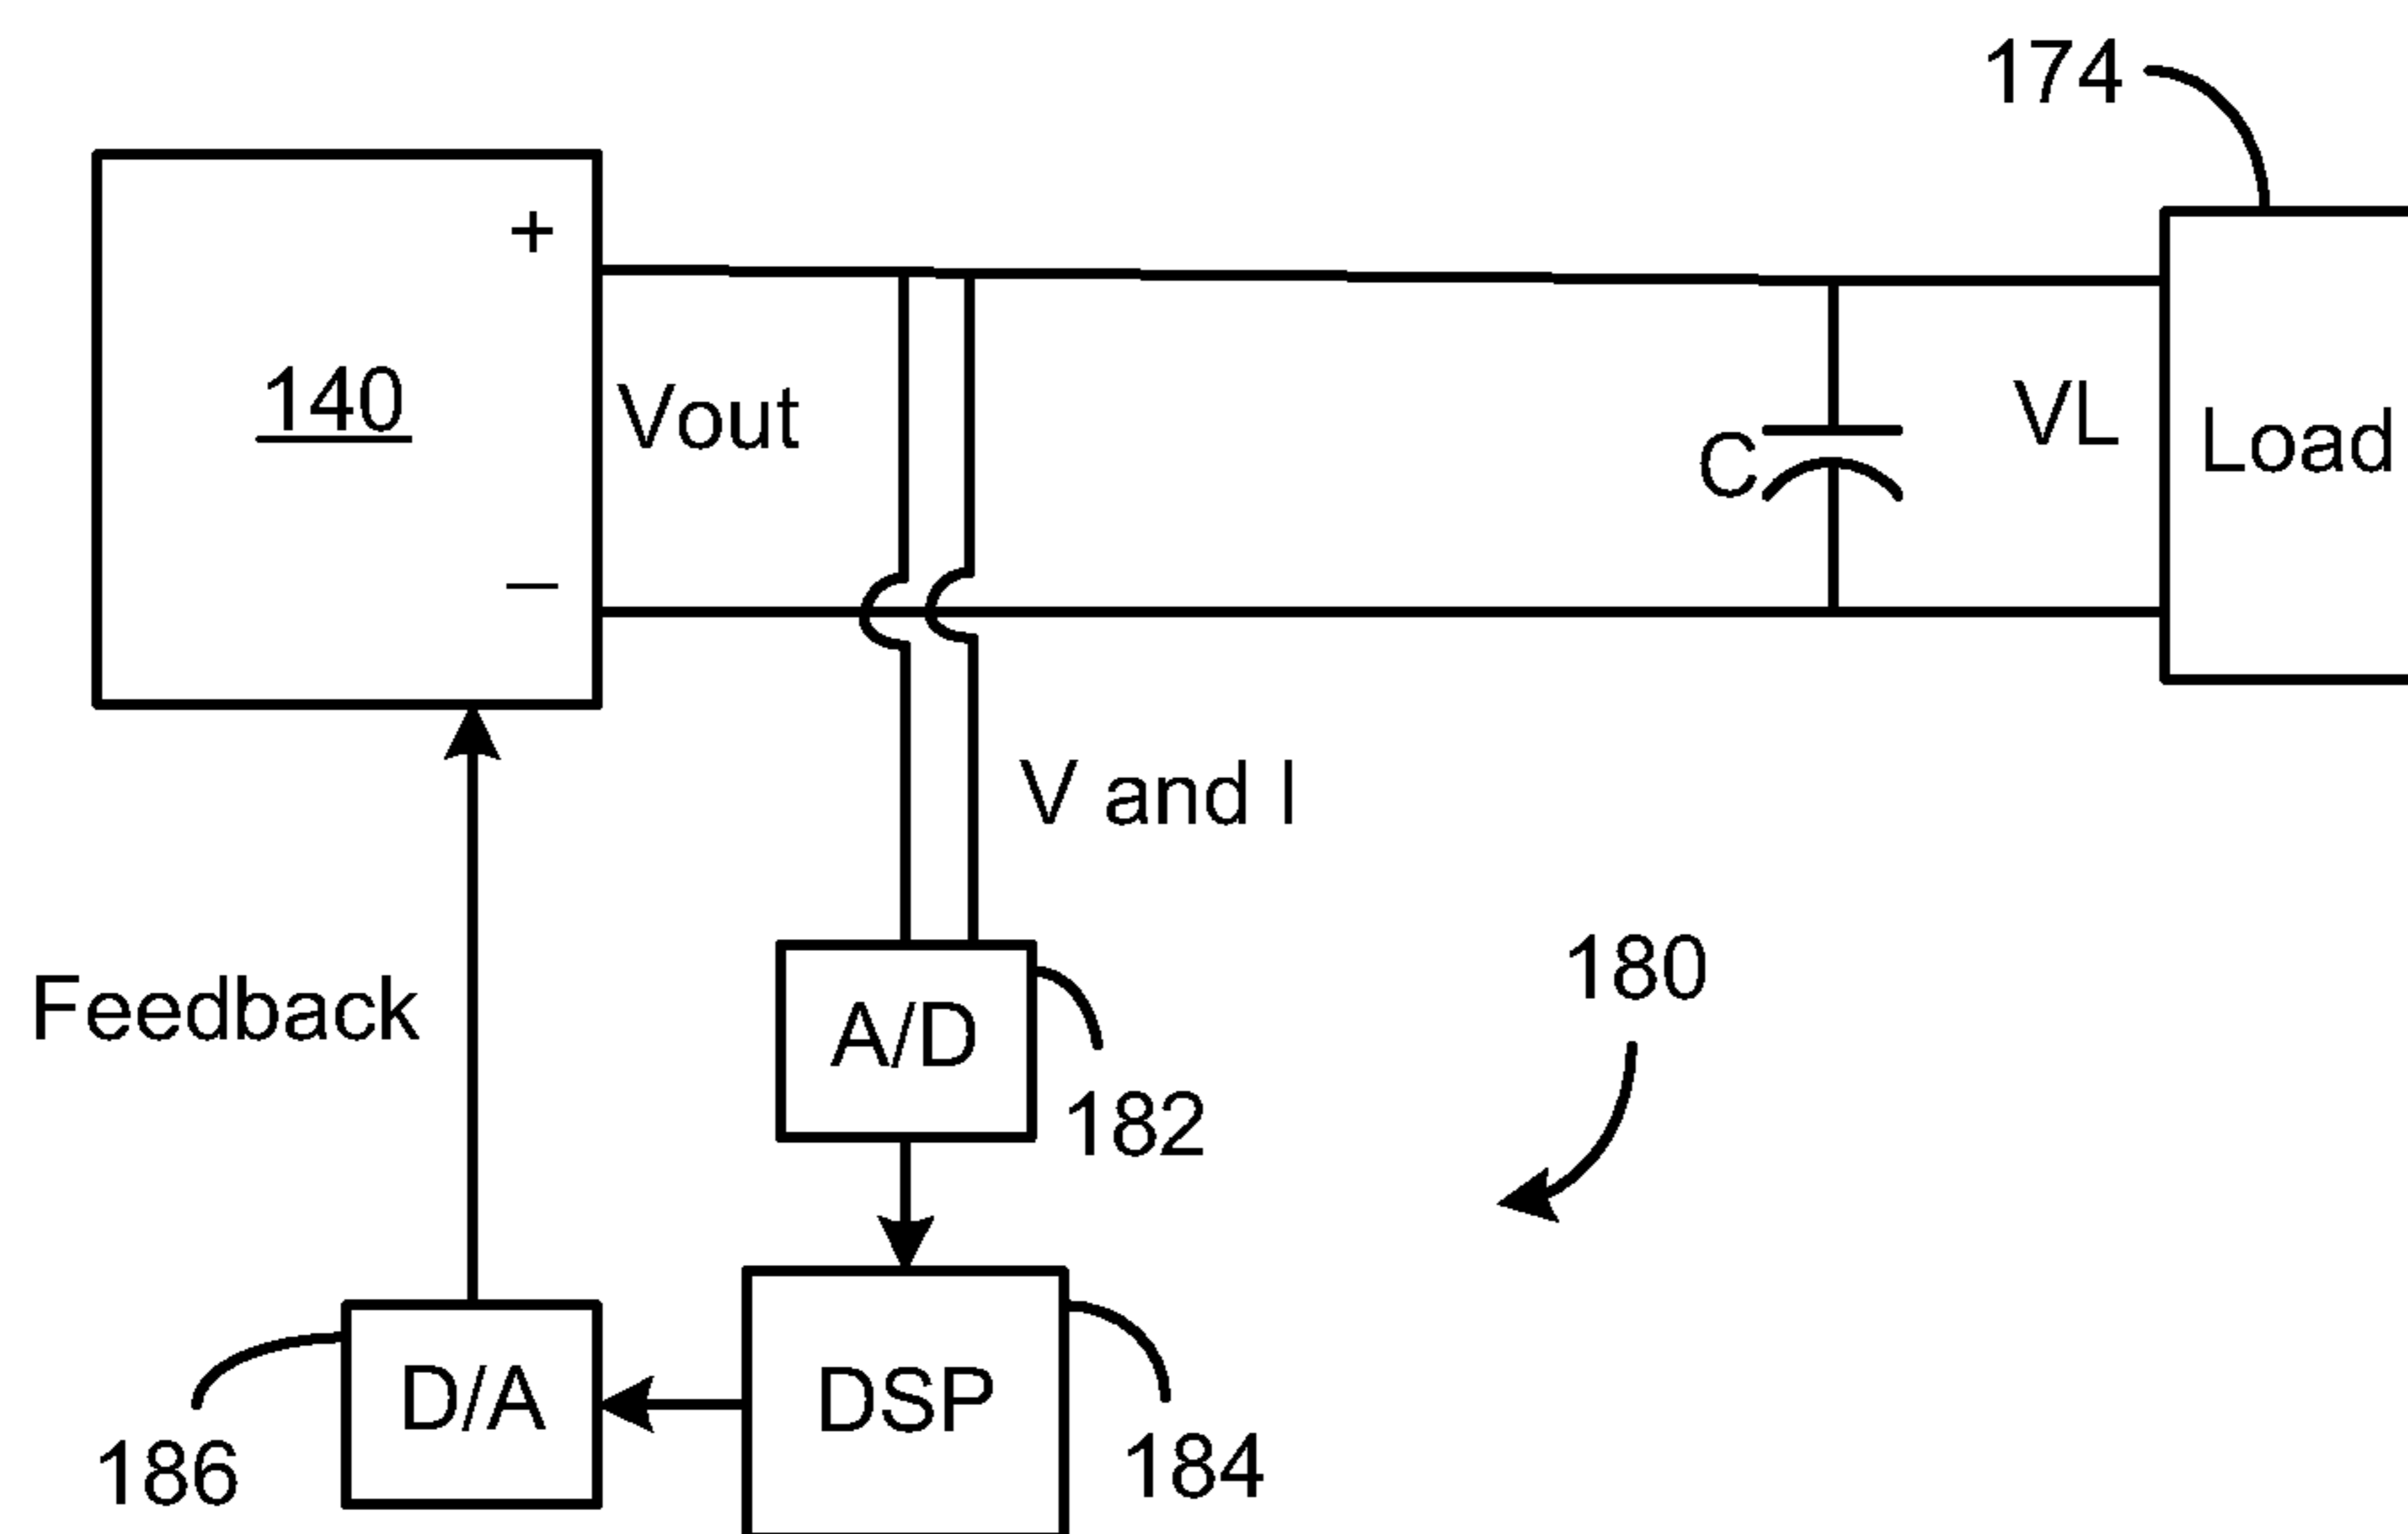 174
+
140
Vout
C
VL
Load
–
V and I
Feedback
A/D
180
182
D/A
DSP
186
184